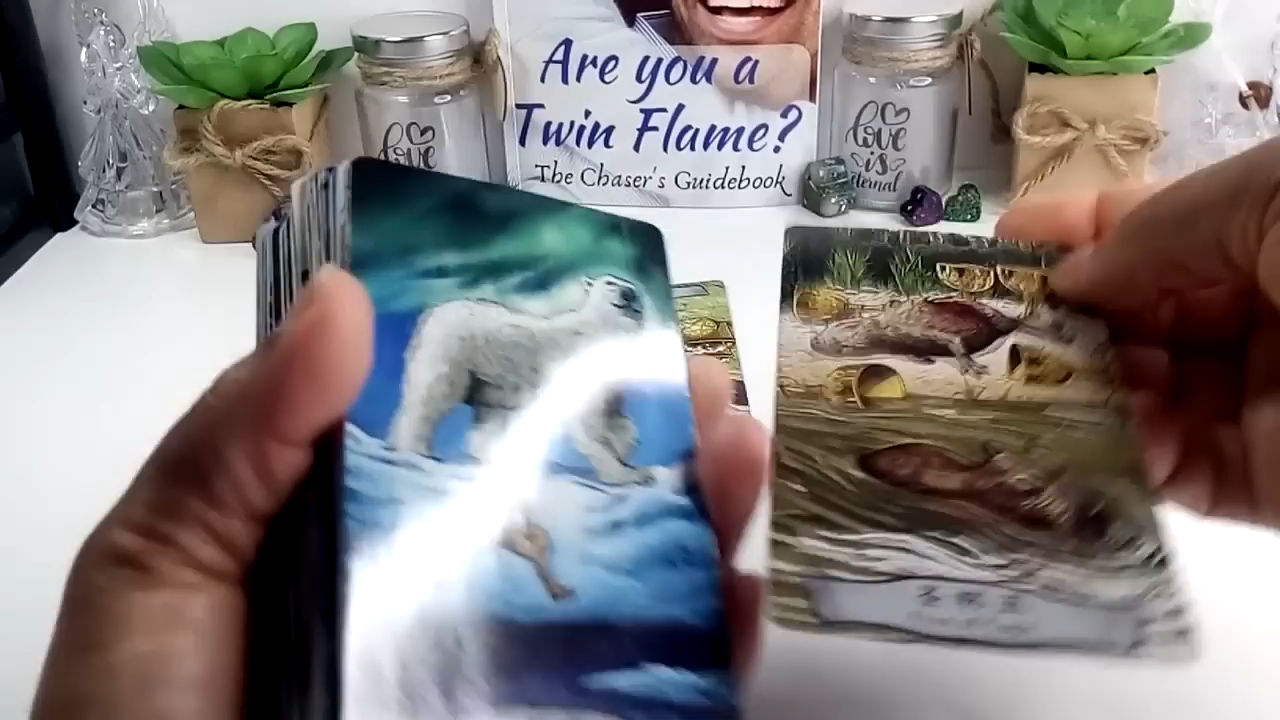 Are you a
Twin Flame?
The Chaser's Guidebook
love
love
is
eternal